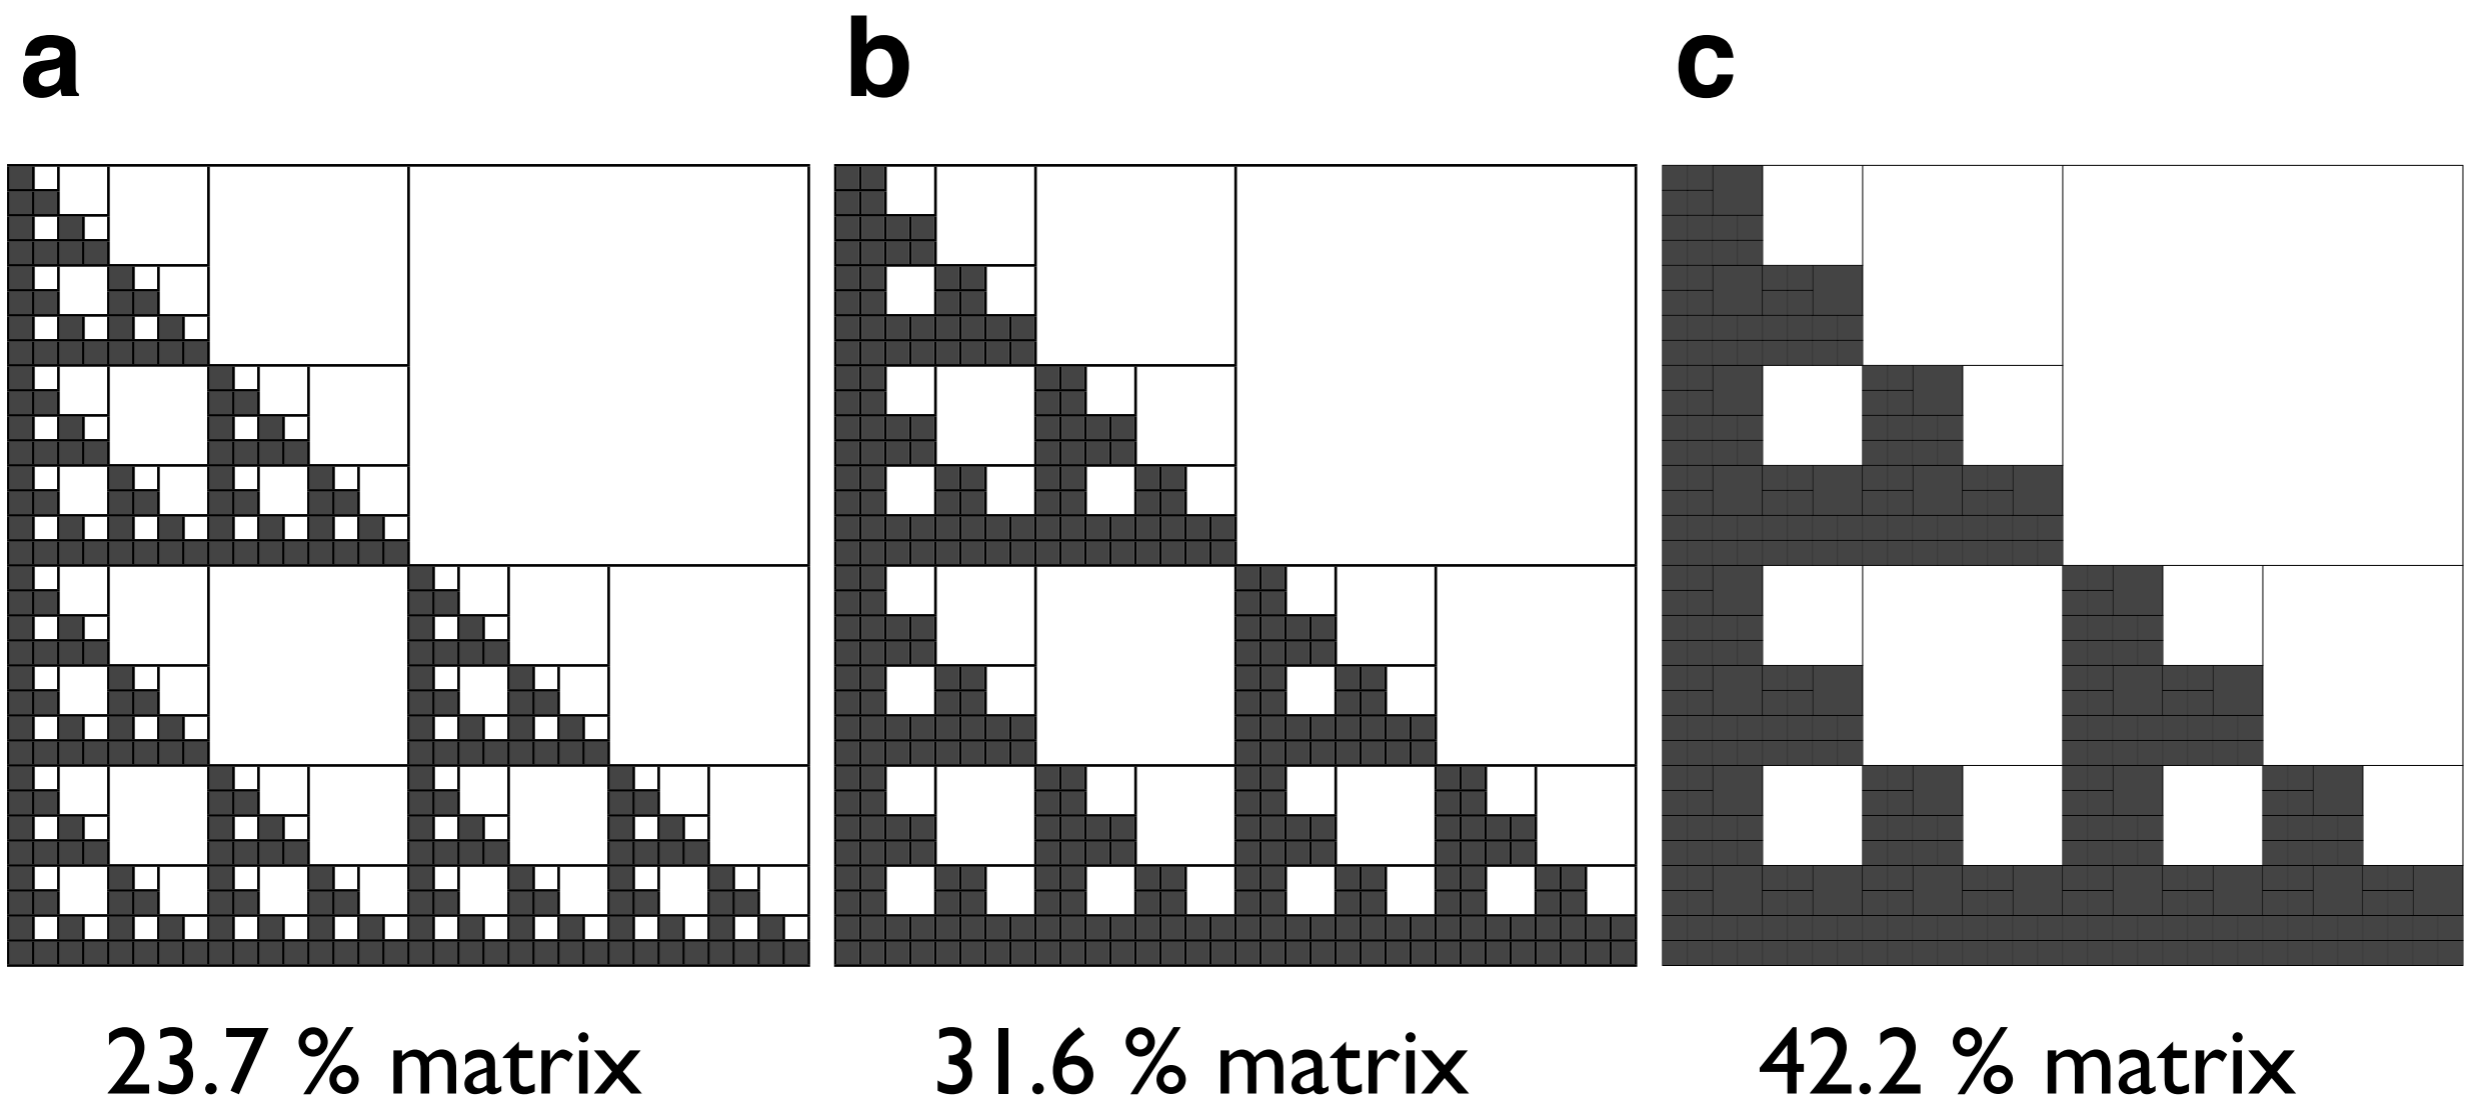 a
b
c
23.7 % matrix
31.6 % matrix
42.2 % matrix